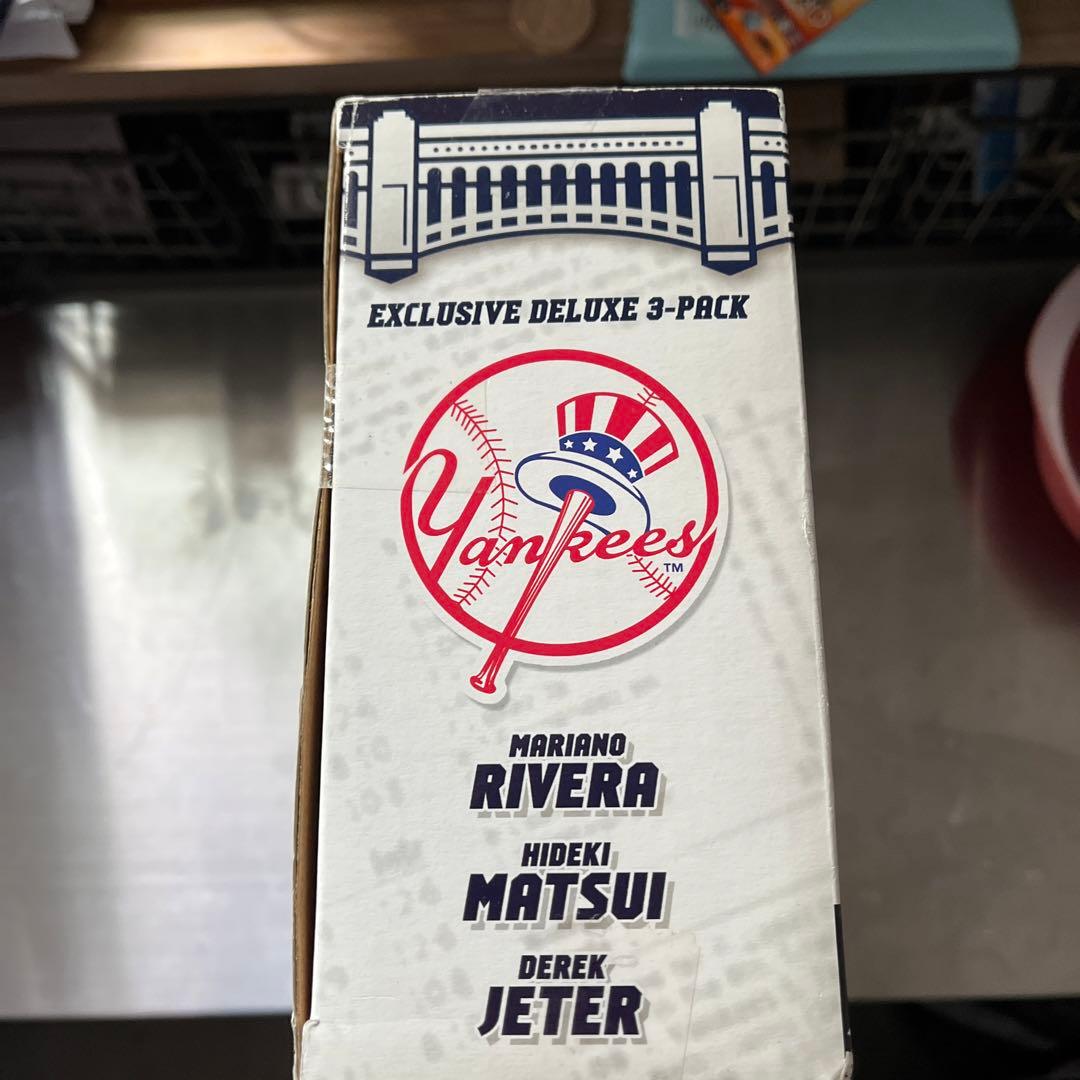 EXCLUSIVE DELUXE 3-PACK
Yankees
TM
MARIANO
RIVERA
HIDEKI
MATSUI
DEREK
JETER